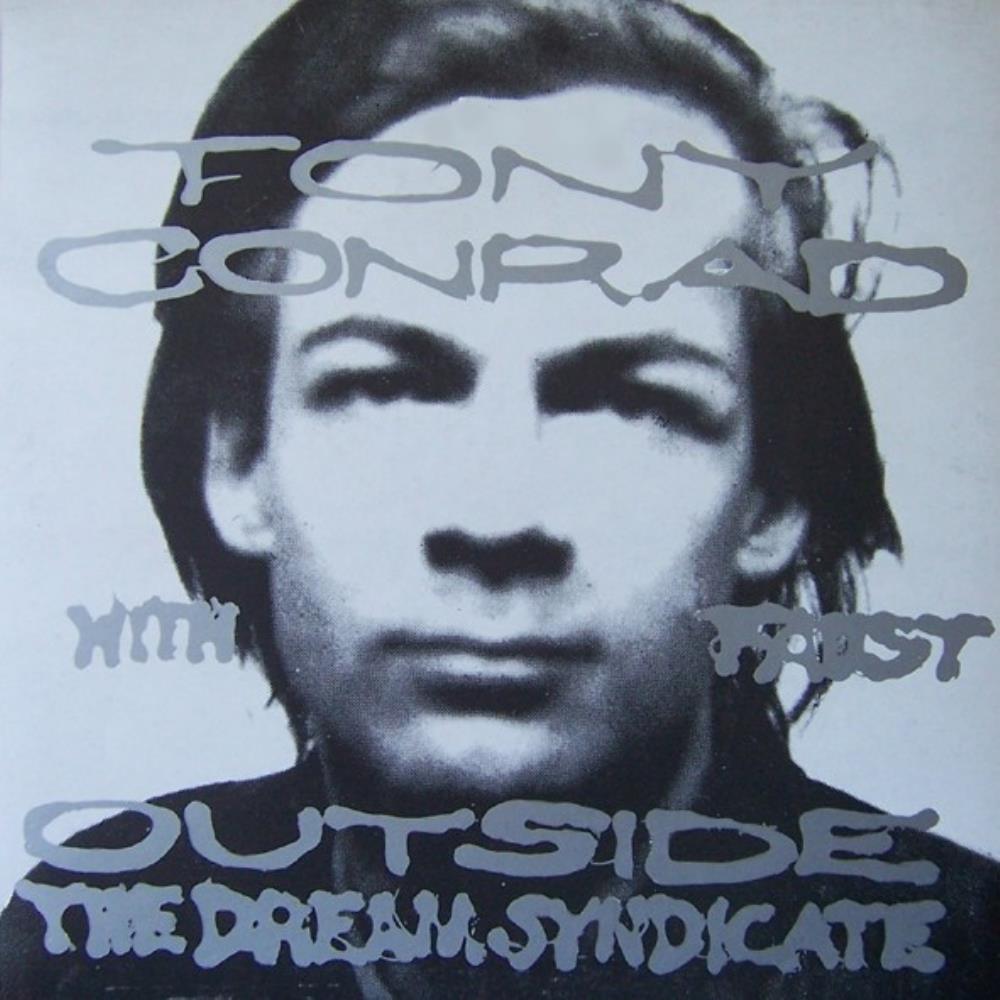 TONY
CONRAD
WITH FAUST
OUTSIDE
THE DREAM SYNDICATE